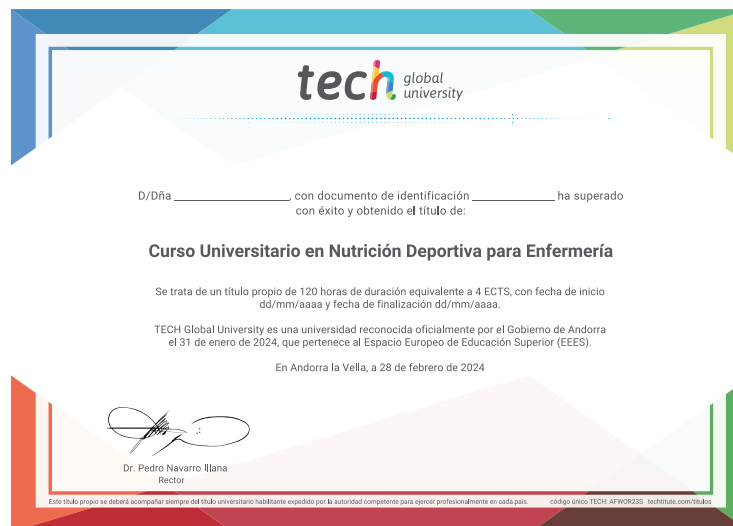 tech global university
D/Dña ____________________, con documento de identificación ______________ ha superado
con éxito y obtenido el título de:
Curso Universitario en Nutrición Deportiva para Enfermería
Se trata de un título propio de 120 horas de duración equivalente a 4 ECTS, con fecha de inicio
dd/mm/aaaa y fecha de finalización dd/mm/aaaa.
TECH Global University es una universidad reconocida oficialmente por el Gobierno de Andorra
el 31 de enero de 2024, que pertenece al Espacio Europeo de Educación Superior (EEES).
En Andorra la Vella, a 28 de febrero de 2024
Dr. Pedro Navarro Illana
Rector
Este título propio se deberá acompañar siempre del título universitario habilitante expedido por la autoridad competente para ejercer profesionalmente en cada país. código único TECH: AFWOR23S techtitute.com/titulos